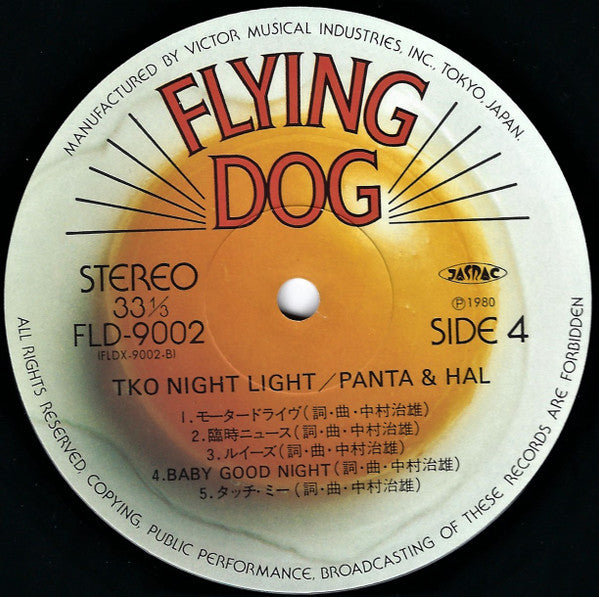 MANUFACTURED BY VICTOR MUSICAL INDUSTRIES, INC., TOKYO, JAPAN.
FLYING
DOG
STEREO
33⅓
FLD-9002
(FLDX-9002-B)
JASRAC
Ⓟ1980
SIDE 4
TKO NIGHT LIGHT/PANTA & HAL
1.モータードライヴ(詞・曲・中村治雄)
2.臨時ニュース(詞・曲・中村治雄)
3.ルイーズ(詞・曲・中村治雄)
4.BABY GOOD NIGHT(詞・曲・中村治雄)
5.タッチ・ミー(詞・曲・中村治雄)
ALL RIGHTS RESERVED, COPYING, PUBLIC PERFORMANCE, BROADCASTING OF THESE RECORDS ARE FORBIDDEN